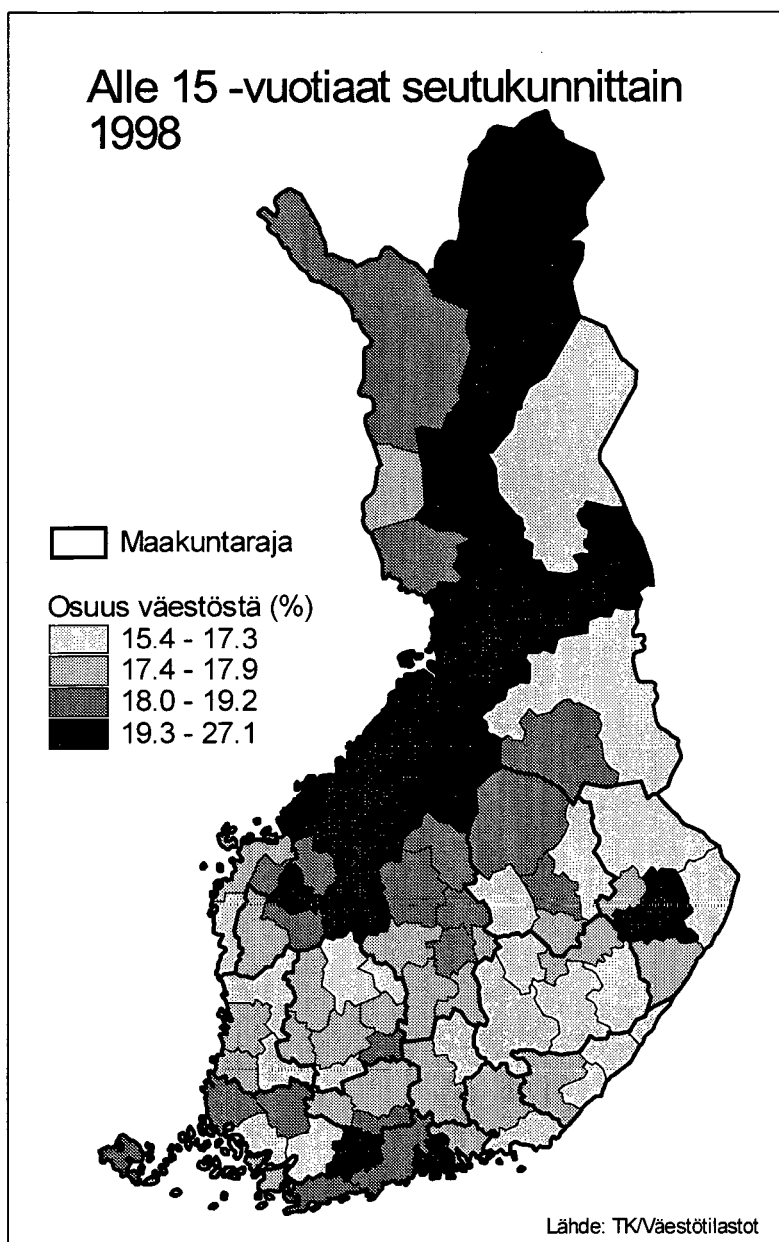 Alle 15 -vuotiaat seutukunnittain
1998
Maakuntaraja
Osuus väestöstä (%)
15.4 - 17.3
17.4 - 17.9
18.0 - 19.2
19.3 - 27.1
Lähde: TK/Väestötilastot